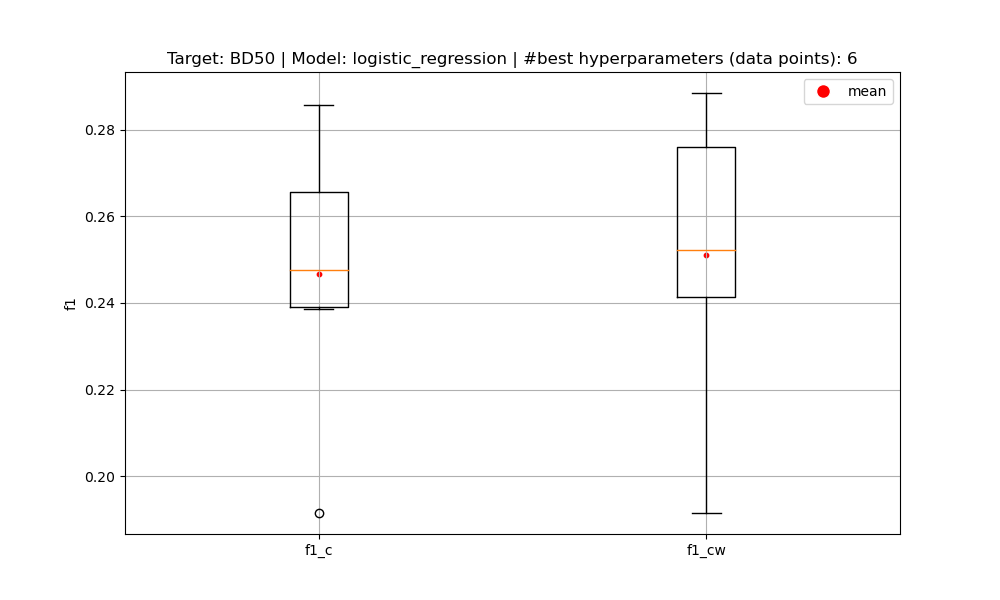 Target: BD50 | Model: logistic_regression | #best hyperparameters (data points): 6
mean
0.28
0.26
0.24
0.22
0.20
f1
f1_c
f1_cw